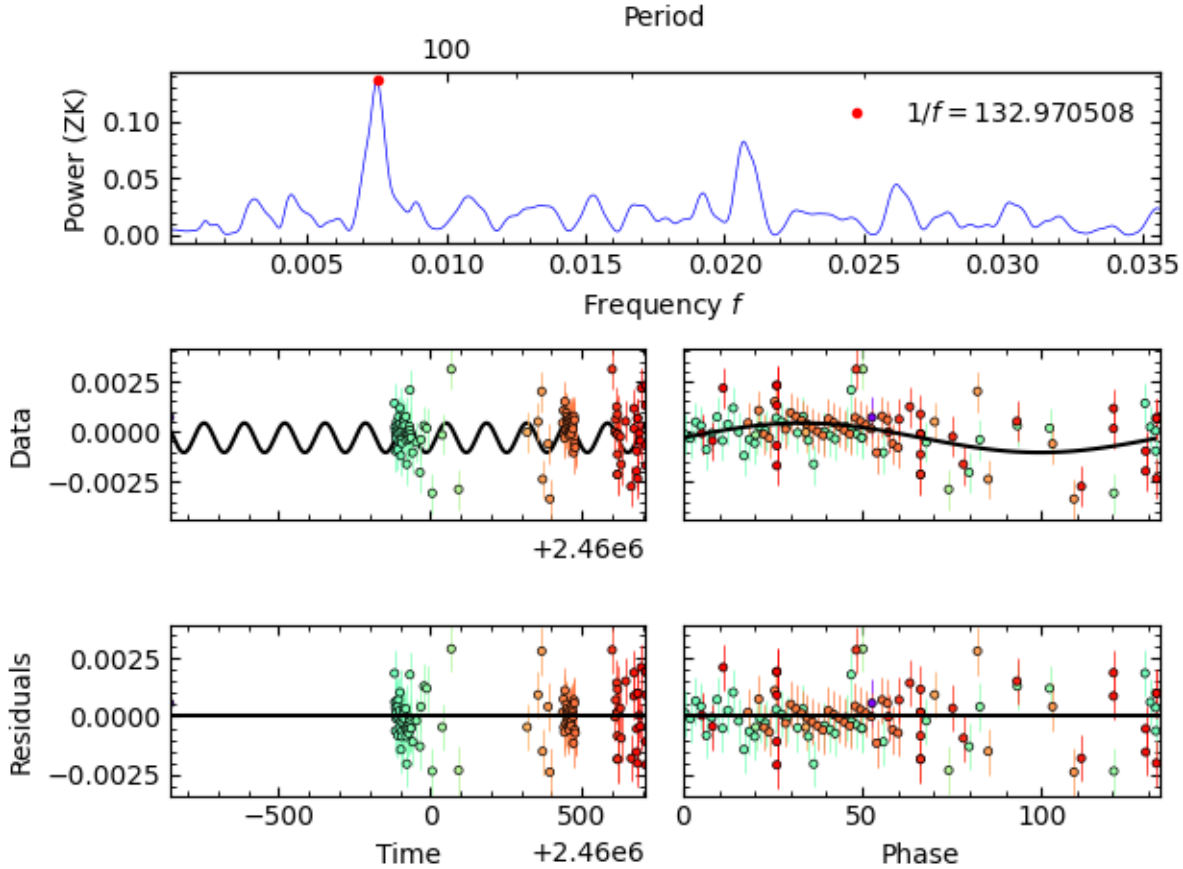 Period
100
Power (ZK)
0.10
0.05
0.00
1/f = 132.970508
0.005 0.010 0.015 0.020 0.025 0.030 0.035
Frequency f
Data
0.0025
0.0000
−0.0025
+2.46e6
Residuals
0.0025
0.0000
−0.0025
−500 0 500
Time
+2.46e6
0 50 100
Phase